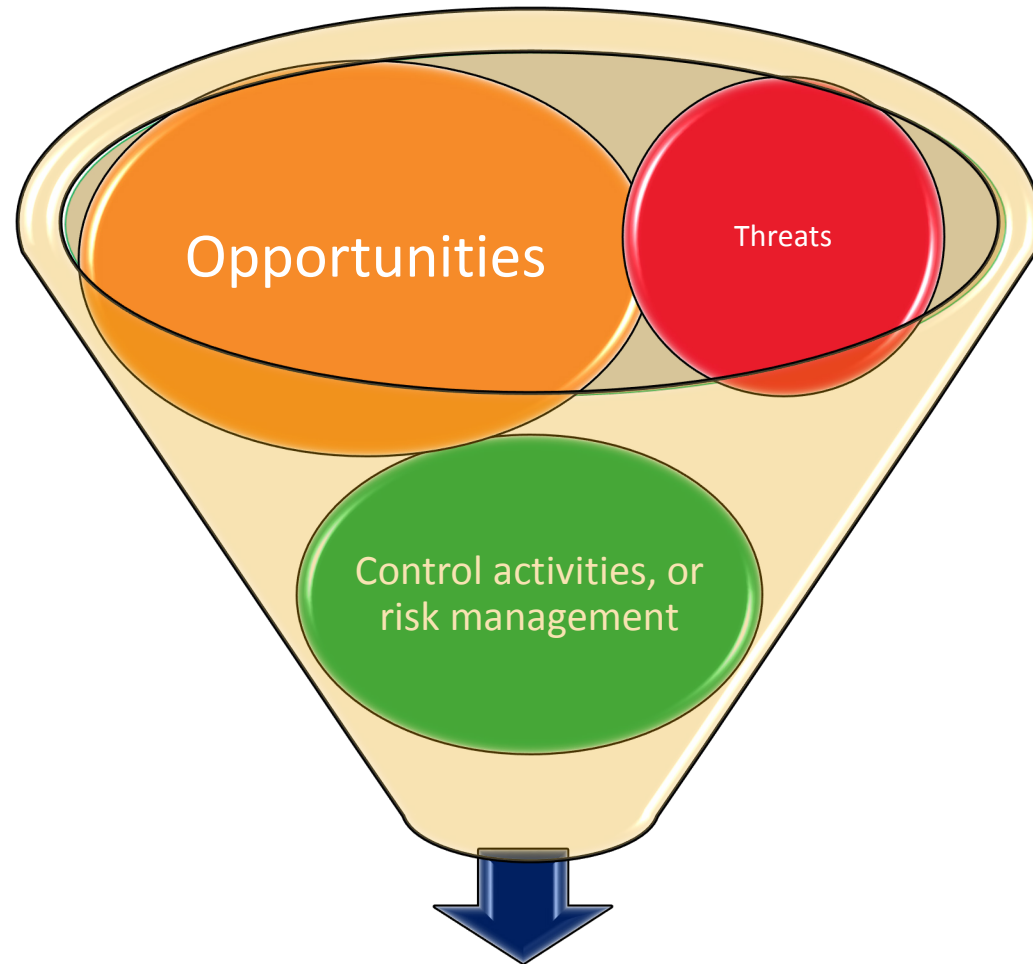 Opportunities
Threats
Control activities, or
risk management